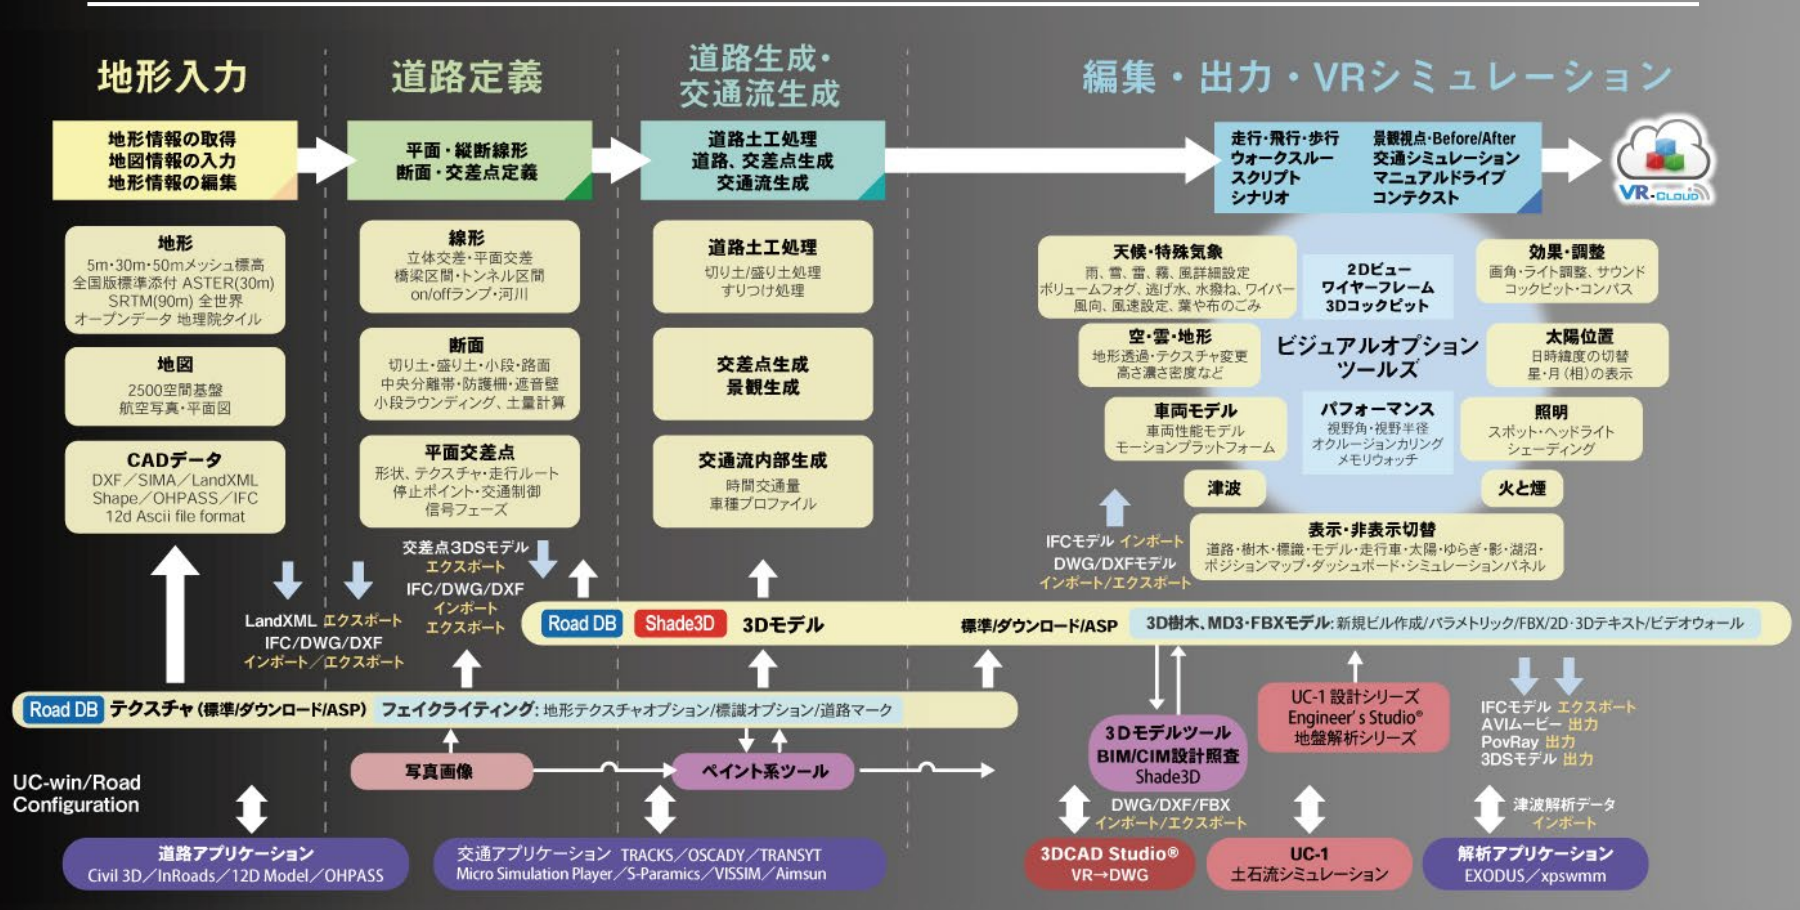 地形入力
地形情報の取得
地図情報の入力
地形情報の編集
地形
5m・30m・50mメッシュ標高
全国版標準添付 ASTER(30m)
SRTM(90m) 全世界
オープンデータ 地理院タイル
地図
2500空間基盤
航空写真・平面図
CADデータ
DXF／SIMA／LandXML
Shape／OHPASS／IFC
12d Ascii file format
道路定義
平面・縦断線形
断面・交差点定義
線形
立体交差・平面交差
橋梁区間・トンネル区間
on/offランプ・河川
断面
切り土・盛り土・小段・路面
中央分離帯・防護柵・遮音壁
小段ラウンディング、土量計算
平面交差点
形状、テクスチャ・走行ルート
停止ポイント・交通制御
信号フェーズ
道路生成・
交通流生成
道路土工処理
道路、交差点生成
交通流生成
道路土工処理
切り土/盛り土処理
すりつけ処理
交差点生成
景観生成
交通流内部生成
時間交通量
車種プロファイル
編集・出力・VRシミュレーション
走行・飛行・歩行
ウォークスルー
スクリプト
シナリオ
景観視点・Before/After
交通シミュレーション
マニュアルドライブ
コンテクスト
VR-CLOUD
天候・特殊気象
雨、雪、雷、霧、風詳細設定
ボリュームフォグ、逃げ水、水撥ね、ワイパー
風向、風速設定、葉や布のごみ
2Dビュー
ワイヤーフレーム
3Dコックピット
効果・調整
画角・ライト調整、サウンド
コックピット・コンパス
空・雲・地形
地形透過・テクスチャ変更
高さ濃さ密度など
ビジュアルオプション
ツールズ
太陽位置
日時緯度の切替
星・月（相）の表示
車両モデル
車両性能モデル
モーションプラットフォーム
パフォーマンス
視野角・視野半径
オクルージョンカリング
メモリウォッチ
照明
スポット・ヘッドライト
シェーディング
津波
火と煙
表示・非表示切替
道路・樹木・標識・モデル・走行車・太陽・ゆらぎ・影・湖沼・
ポジションマップ・ダッシュボード・シミュレーションパネル
LandXML エクスポート
IFC/DWG/DXF
インポート／エクスポート
交差点3DSモデル
エクスポート
IFC/DWG/DXF
インポート
エクスポート
IFCモデル インポート
DWG/DXFモデル
インポート/エクスポート
Road DB Shade3D 3Dモデル 標準/ダウンロード/ASP 3D樹木、MD3・FBXモデル：新規ビル作成/パラメトリック/FBX/2D・3Dテキスト/ビデオウォール
Road DB テクスチャ（標準/ダウンロード/ASP） フェイクライティング：地形テクスチャオプション/標識オプション/道路マーク
写真画像
ペイント系ツール
3Dモデルツール
BIM/CIM設計照査
Shade3D
UC-1 設計シリーズ
Engineer's Studio®
地盤解析シリーズ
IFCモデル エクスポート
AVIムービー 出力
PovRay 出力
3DSモデル 出力
UC-win/Road
Configuration
DWG/DXF/FBX
インポート/エクスポート
津波解析データ
インポート
道路アプリケーション
Civil 3D／InRoads／12D Model／OHPASS
交通アプリケーション TRACKS／OSCADY／TRANSYT
Micro Simulation Player／S-Paramics／VISSIM／Aimsun
3DCAD Studio®
VR→DWG
UC-1
土石流シミュレーション
解析アプリケーション
EXODUS／xpswmm